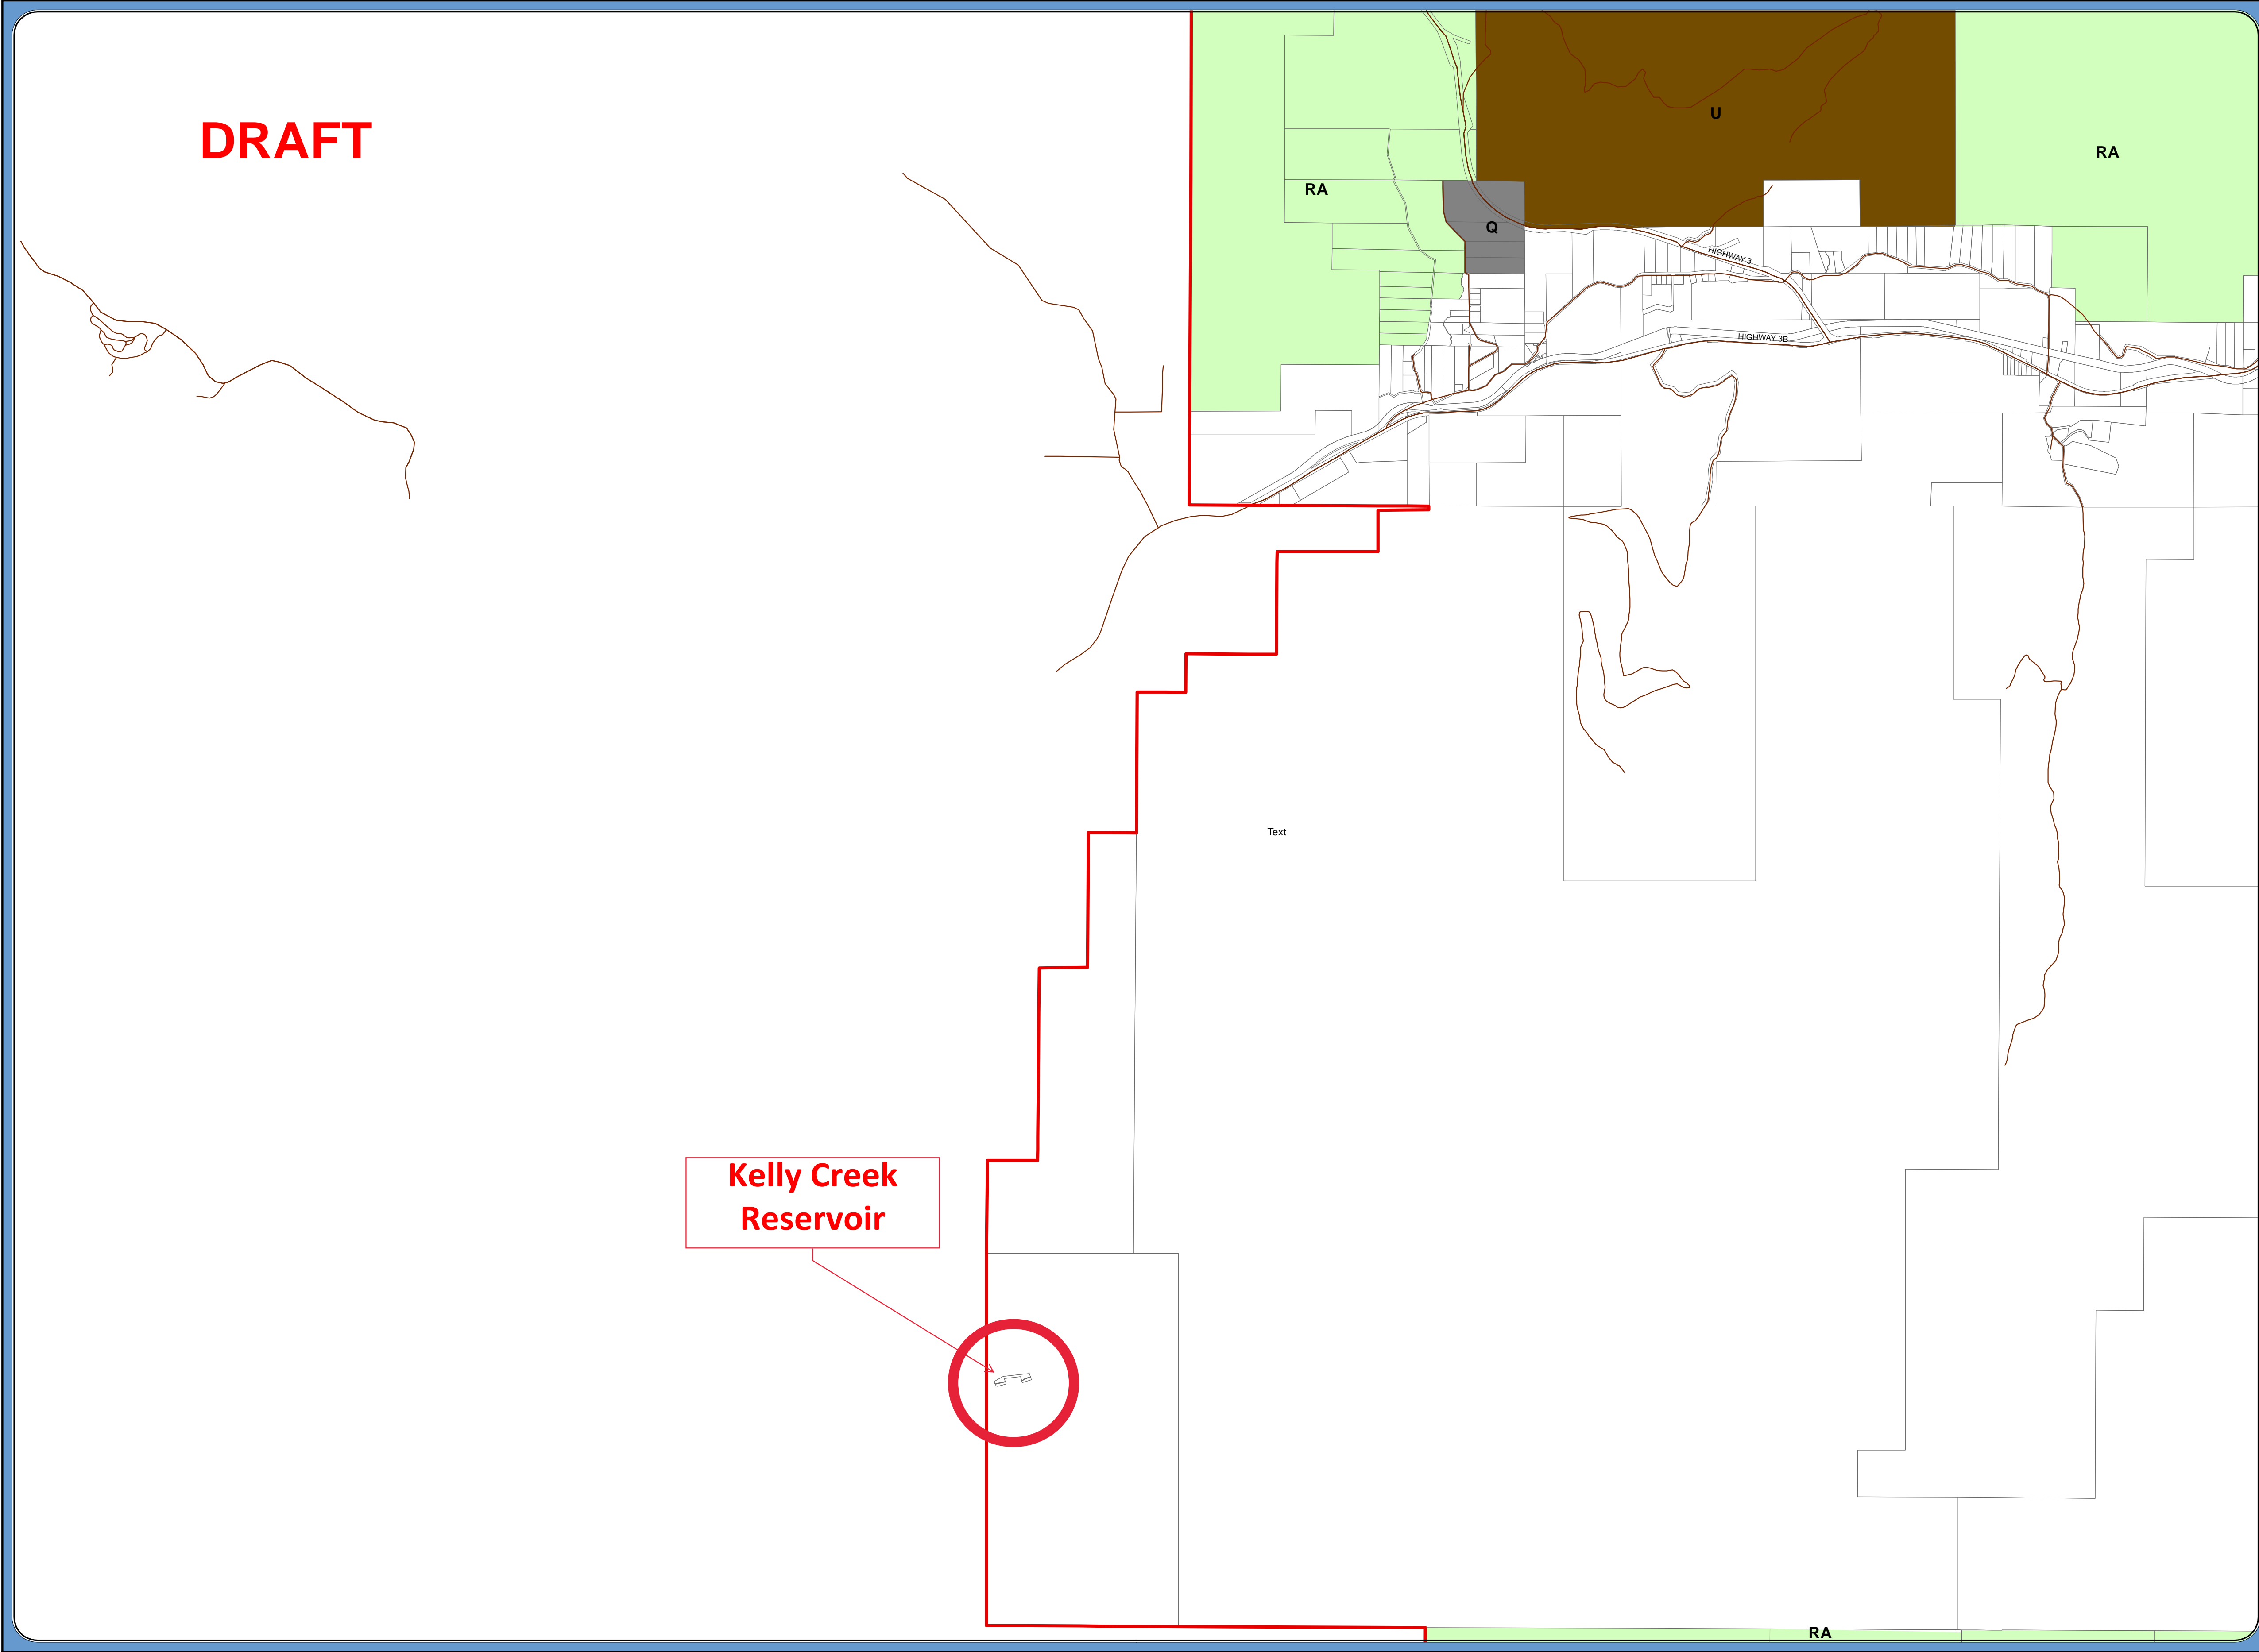 DRAFT
U
RA
RA
Q
HIGHWAY 3
HIGHWAY 3B
Text
Kelly Creek
Reservoir
RA